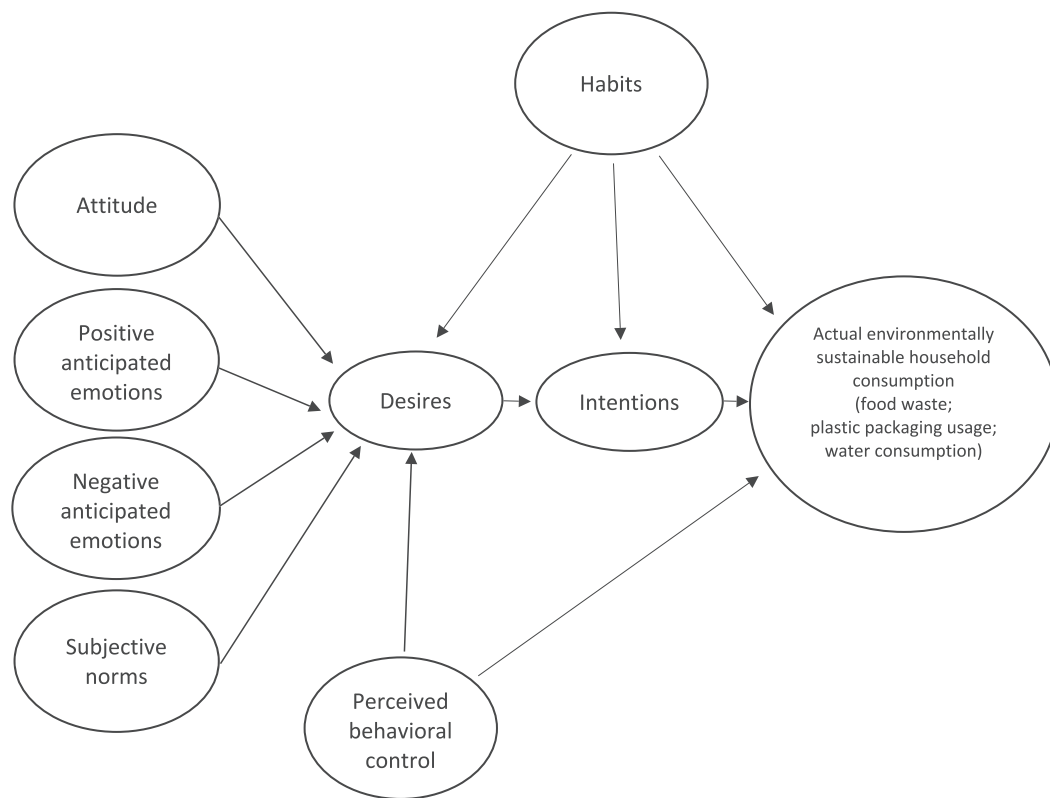 Habits
Attitude
Positive
anticipated
emotions
Negative
anticipated
emotions
Subjective
norms
Desires
Intentions
Actual environmentally
sustainable household
consumption
(food waste;
plastic packaging usage;
water consumption)
Perceived
behavioral
control